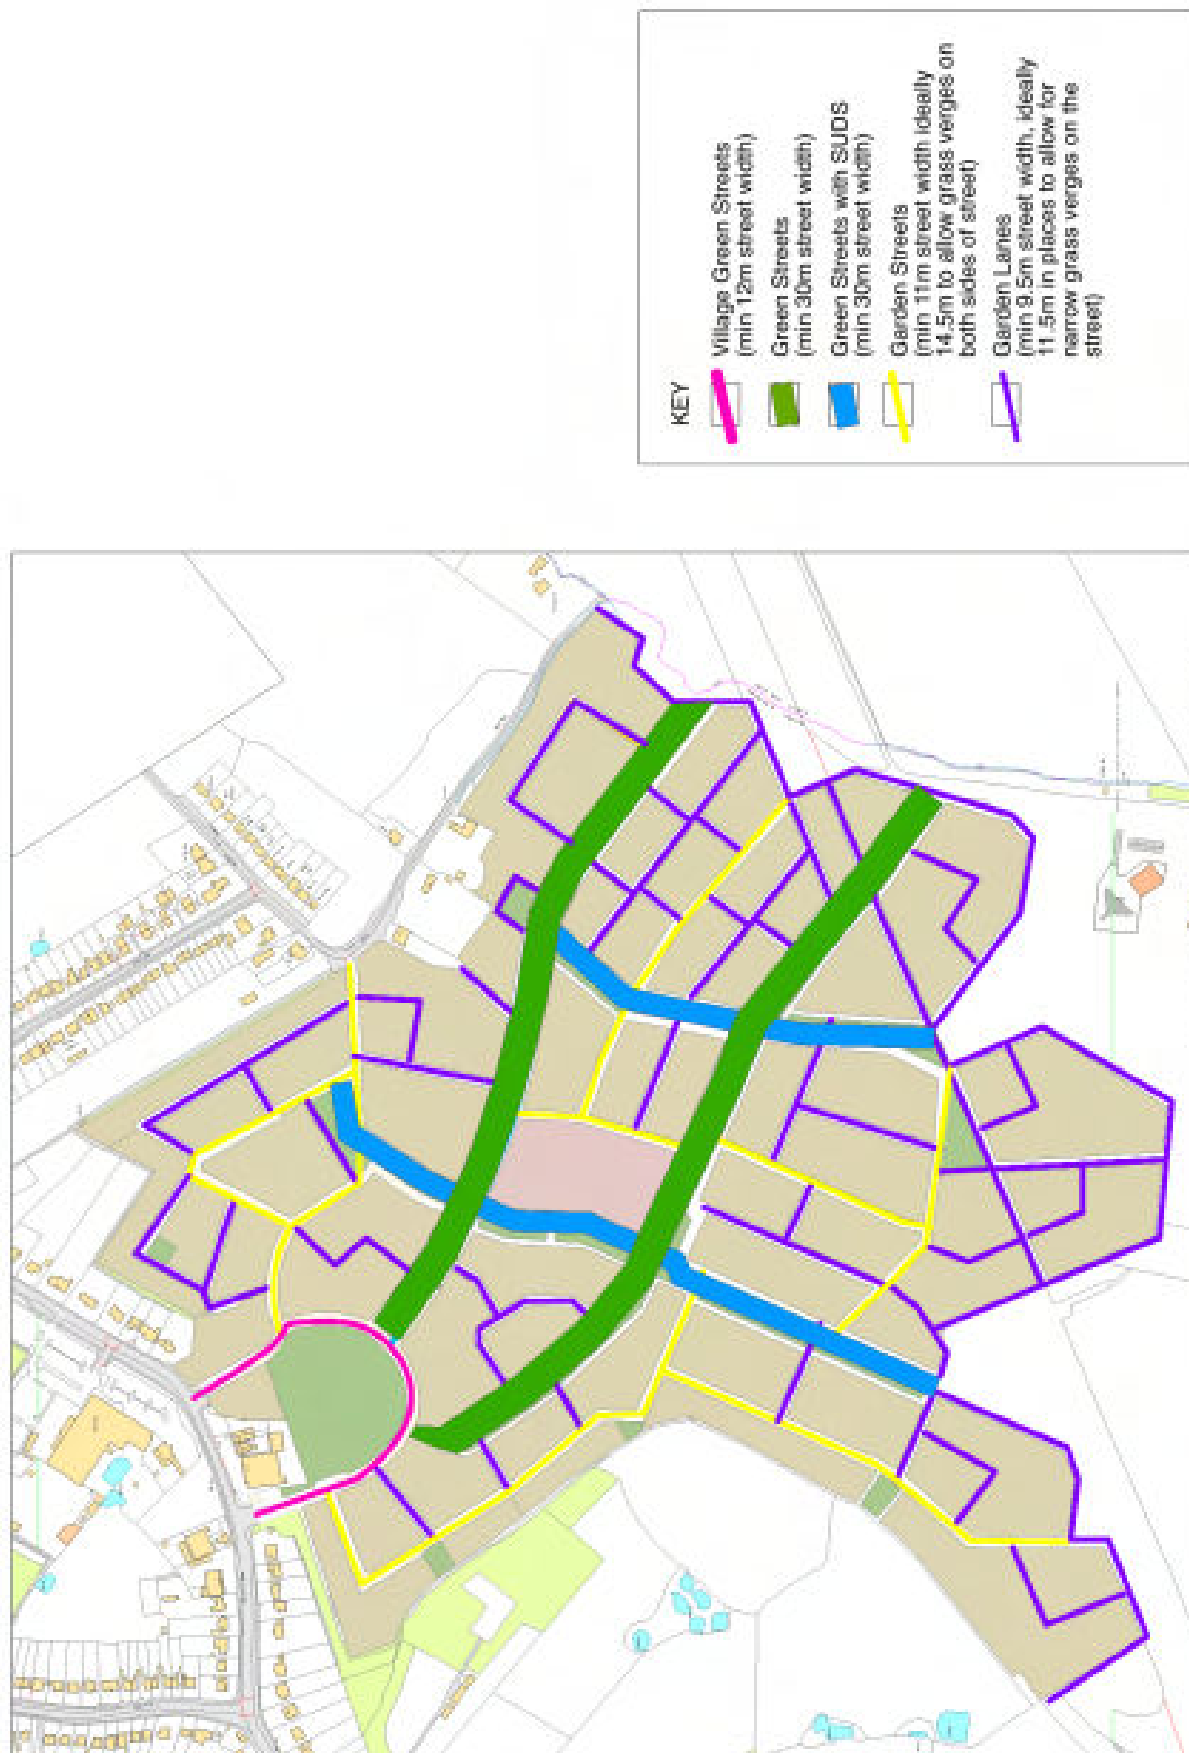 KEY
Village Green Streets
(min 12m street width)
Green Streets
(min 30m street width)
Green Streets with SUDS
(min 30m street width)
Garden Streets
(min 11m street width ideally
14.5m to allow grass verges on
both sides of street)
Garden Lanes
(min 9.5m street width, ideally
11.5m in places to allow for
narrow grass verges on the
street)